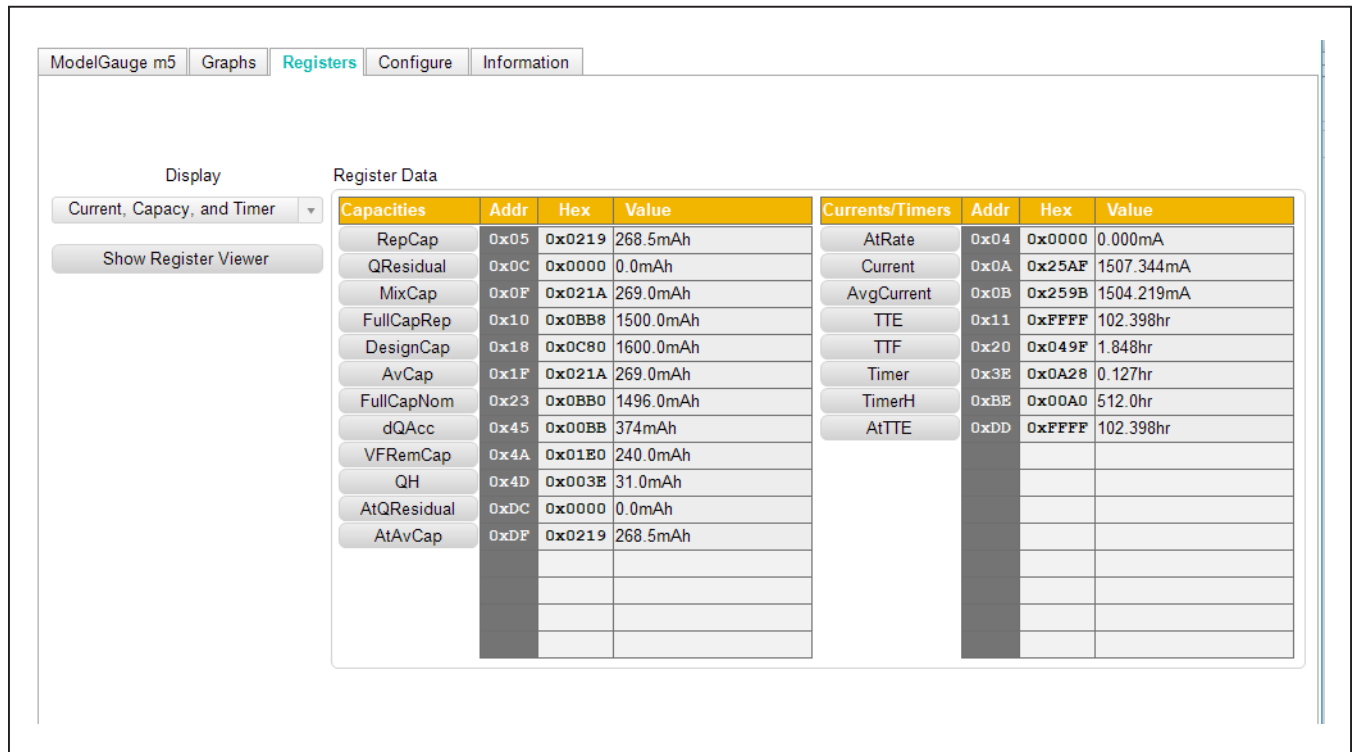 ModelGauge m5 Graphs Registers Configure Information
Display Register Data
Current, Capacy, and Timer
Show Register Viewer
Capacities Addr Hex Value Currents/Timers Addr Hex Value
RepCap 0x05 0x0219 268.5mAh AtRate 0x04 0x0000 0.000mA
QResidual 0x0C 0x0000 0.0mAh Current 0x0A 0x25AF 1507.344mA
MixCap 0x0F 0x021A 269.0mAh AvgCurrent 0x0B 0x259B 1504.219mA
FullCapRep 0x10 0x0BB8 1500.0mAh TTE 0x11 0xFFFF 102.398hr
DesignCap 0x18 0x0C80 1600.0mAh TTF 0x20 0x049F 1.848hr
AvCap 0x1F 0x021A 269.0mAh Timer 0x3E 0x0A28 0.127hr
FullCapNom 0x23 0x0BB0 1496.0mAh TimerH 0xBE 0x00A0 512.0hr
dQAcc 0x45 0x00BB 374mAh AtTTE 0xDD 0xFFFF 102.398hr
VFRemCap 0x4A 0x01E0 240.0mAh
QH 0x4D 0x003E 31.0mAh
AtQResidual 0xDC 0x0000 0.0mAh
AtAvCap 0xDF 0x0219 268.5mAh